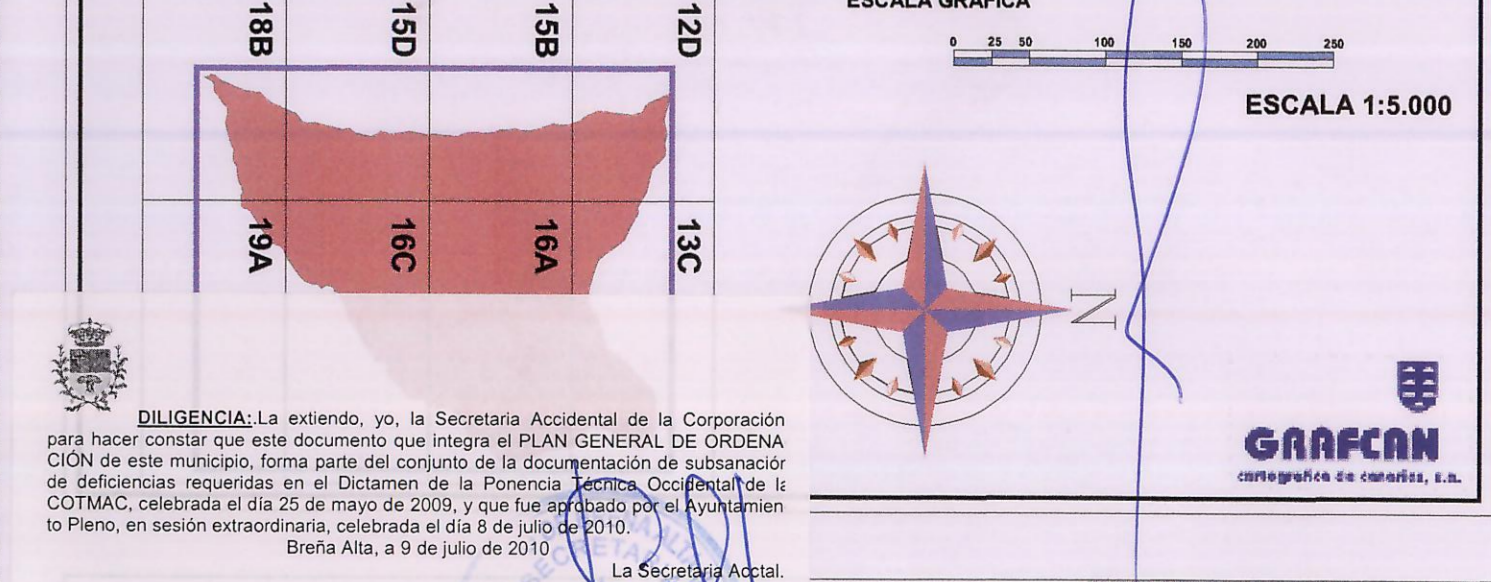 18B
15D
15B
12D
19A
16C
16A
13C
ESCALA GRÁFICA
0 25 50 100 150 200 250
ESCALA 1:5.000
N
GRAFCAN
cartográfica de canarias, s.a.
DILIGENCIA:.La extiendo, yo, la Secretaria Accidental de la Corporación
para hacer constar que este documento que integra el PLAN GENERAL DE ORDENA
CIÓN de este municipio, forma parte del conjunto de la documentación de subsanación
de deficiencias requeridas en el Dictamen de la Ponencia Técnica Occidental de la
COTMAC, celebrada el día 25 de mayo de 2009, y que fue aprobado por el Ayuntamien
to Pleno, en sesión extraordinaria, celebrada el día 8 de julio de 2010.
Breña Alta, a 9 de julio de 2010
La Secretaria Acctal.